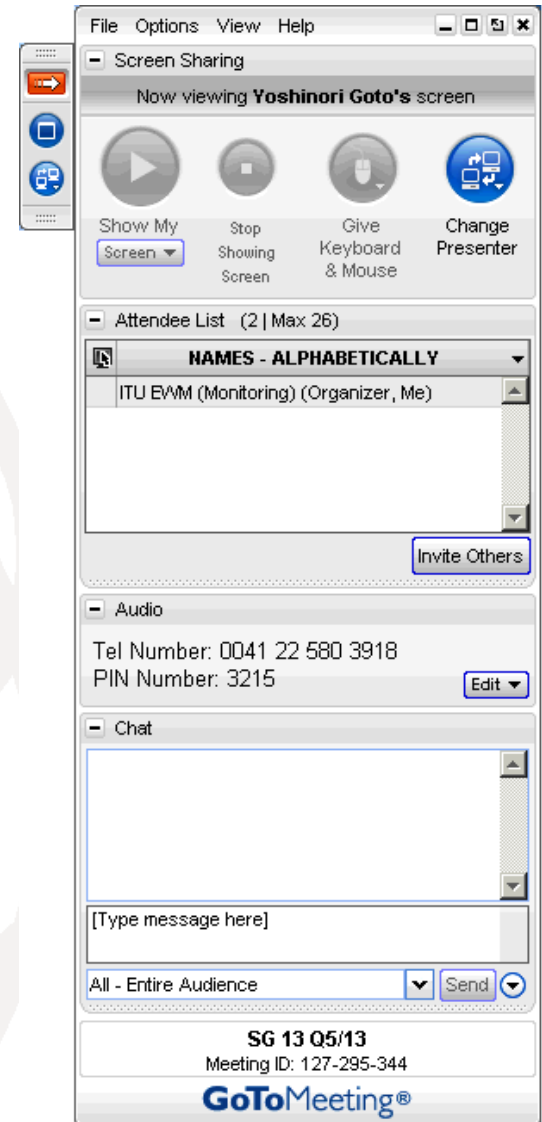 File Options View Help
Screen Sharing
Now viewing Yoshinori Goto's screen
Show My
Screen
Stop
Showing
Screen
Give
Keyboard
& Mouse
Change
Presenter
Attendee List (2 | Max 26)
NAMES - ALPHABETICALLY
ITU EWM (Monitoring) (Organizer, Me)
Invite Others
Audio
Tel Number: 0041 22 580 3918
PIN Number: 3215
Edit
Chat
[Type message here]
All - Entire Audience
Send
SG 13 Q5/13
Meeting ID: 127-295-344
GoToMeeting®